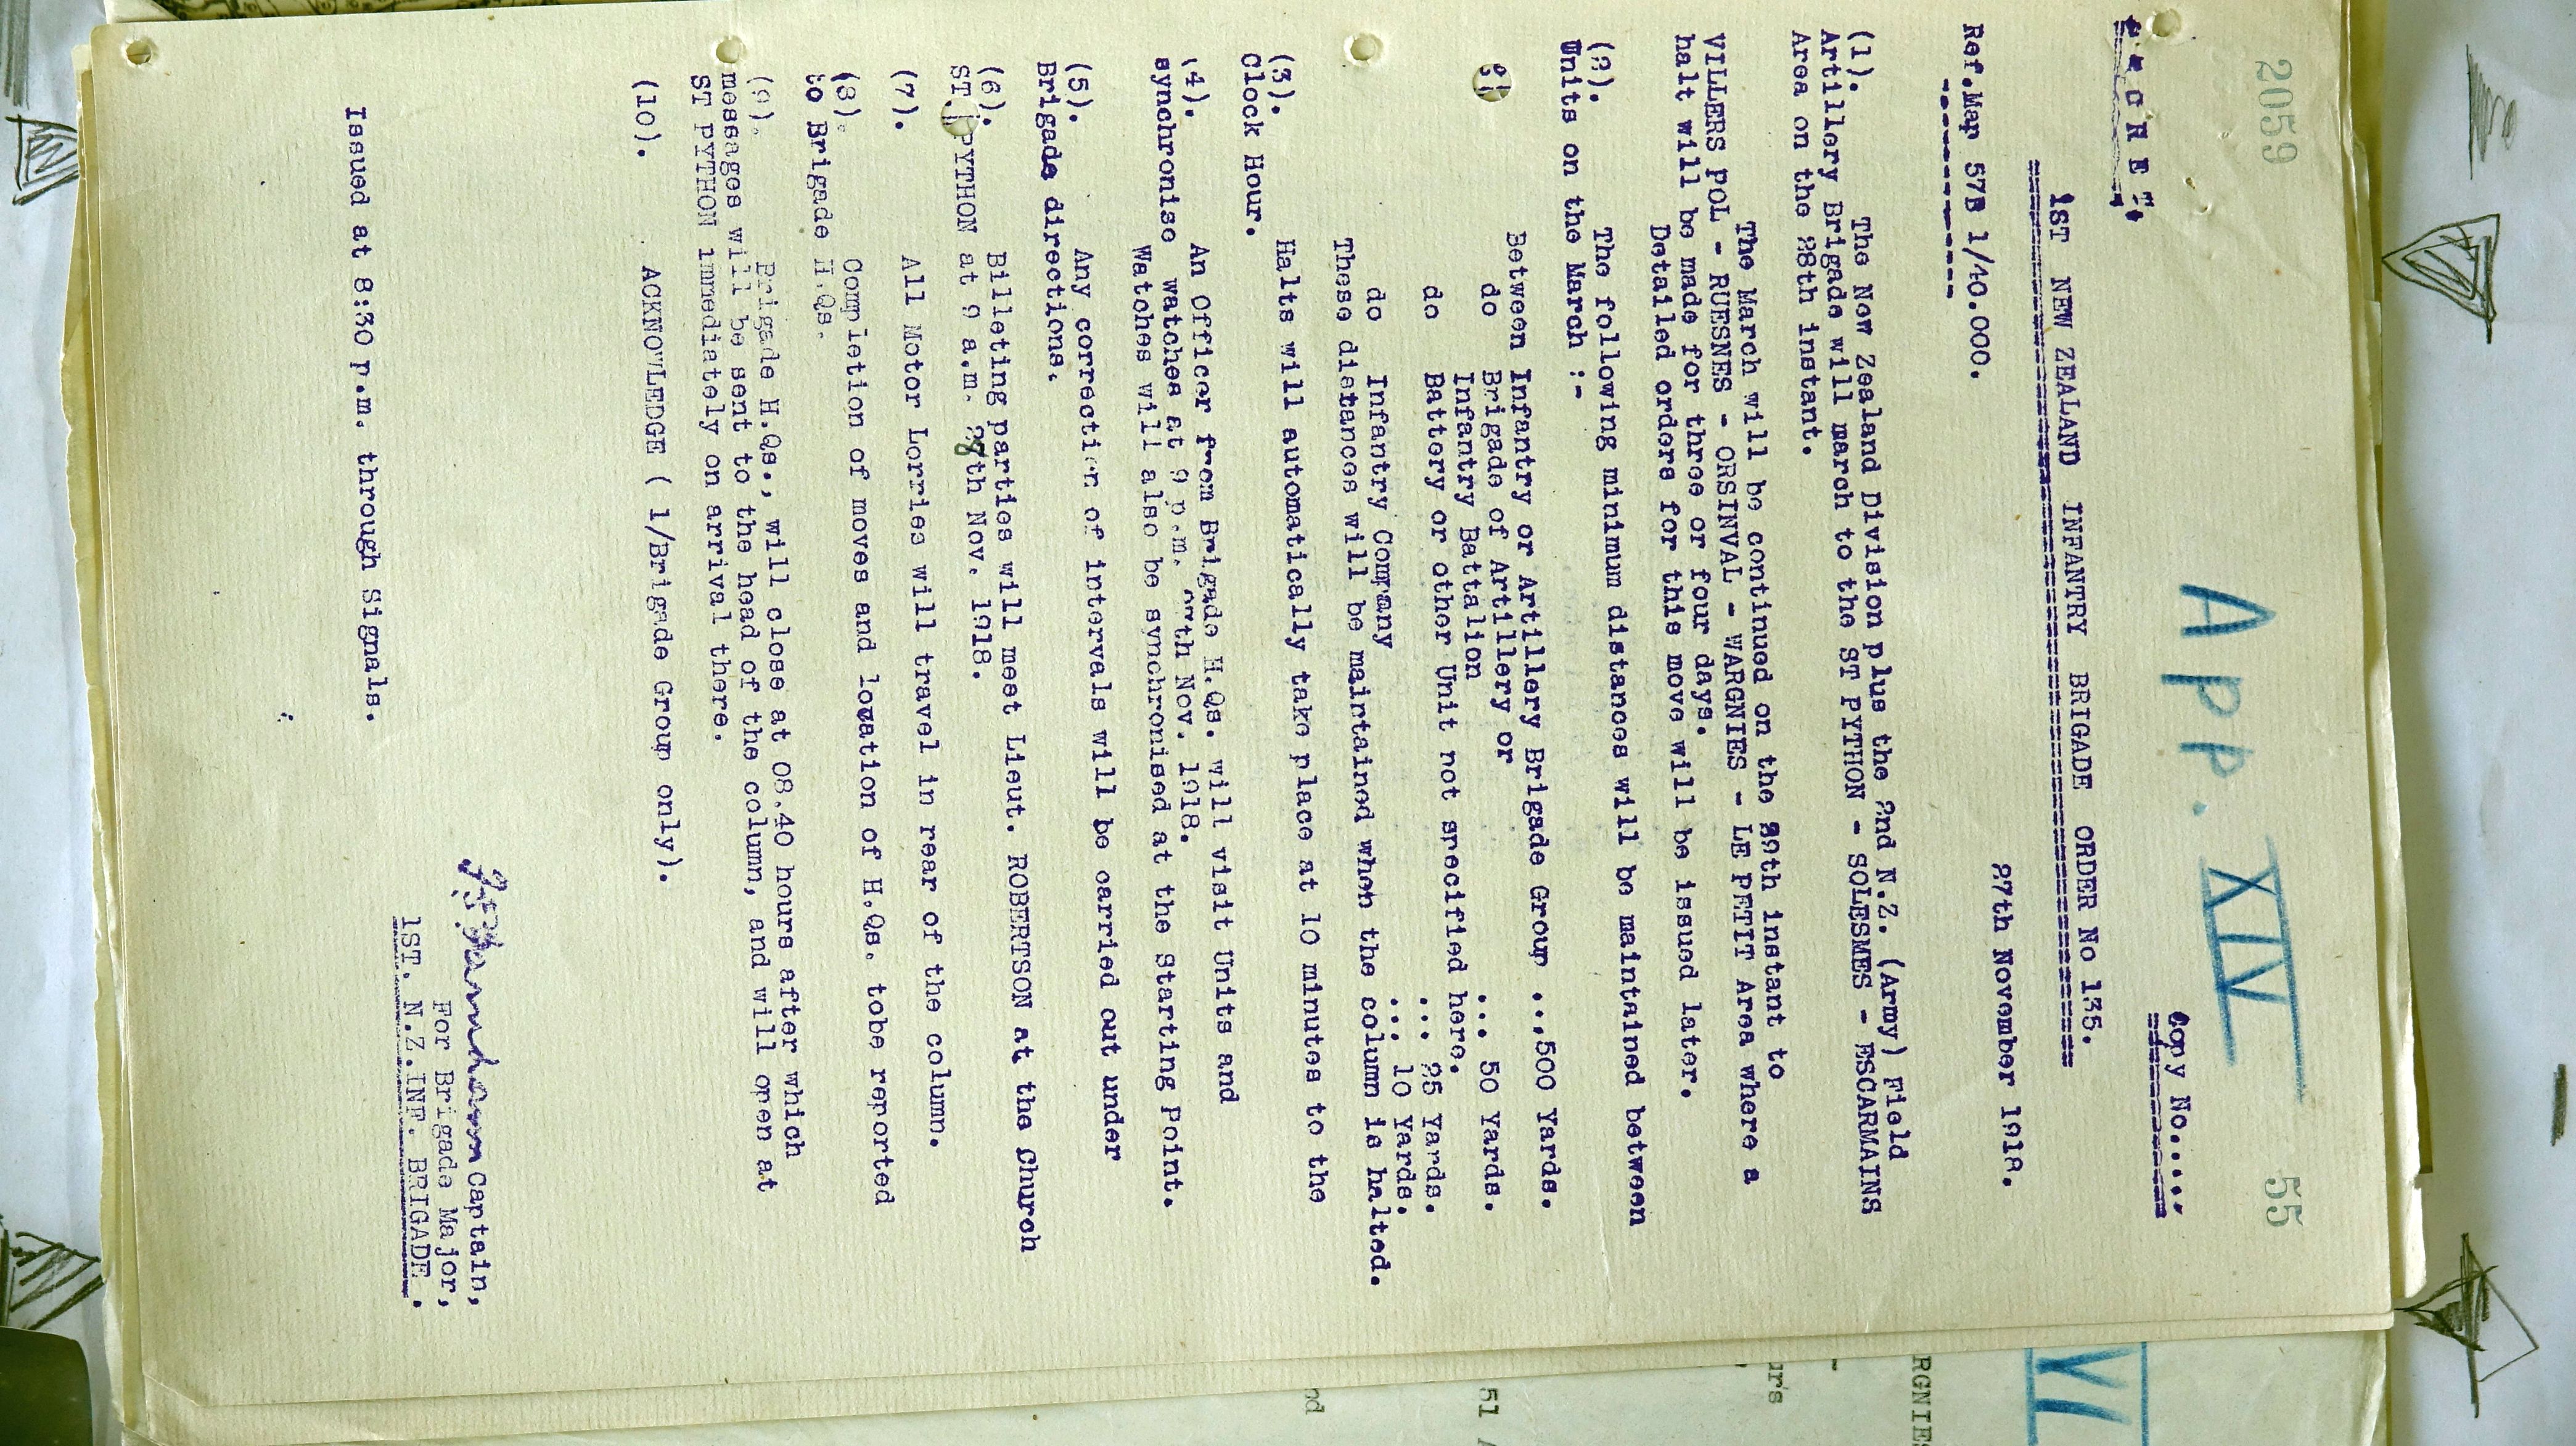 2059
App. XIV
55
SECRET.
Copy No.....
1ST NEW ZEALAND INFANTRY BRIGADE ORDER No 135.
27th November 1918.
Ref.Map 57B 1/40.000.
(1). The New Zealand Division plus the 2nd N.Z. (Army) Field
Artillery Brigade will march to the ST PYTHON - SOLESMES - ESCARMAINS
Area on the 28th instant.
The March will be continued on the 29th instant to
VILLERS POL - RUESNES - ORSINVAL - WARGNIES - LE PETIT Area where a
halt will be made for three or four days.
Detailed orders for this move will be issued later.
(2). The following minimum distances will be maintained between
Units on the March :-
Between Infantry or Artillery Brigade Group ...500 Yards.
do Brigade of Artillery or
Infantry Battalion ... 50 Yards.
do Battery or other Unit not specified here. ... 25 Yards.
do Infantry Company ... 10 Yards.
These distances will be maintained when the column is halted.
(3). Halts will automatically take place at 10 minutes to the
Clock Hour.
(4). An Officer from Brigade H.Qs. will visit Units and
synchronise watches at 9 p.m. th Nov. 1918.
Watches will also be synchronised at the Starting Point.
(5). Any correction of intervals will be carried out under
Brigade directions.
(6). Billeting parties will meet Lieut. ROBERTSON at the Church
ST. PYTHON at 9 a.m. 28th Nov. 1918.
(7). All Motor Lorries will travel in rear of the column.
(8). Completion of moves and location of H.Qs. tobe reported
to Brigade H.Qs.
(9). Brigade H.Qs., will close at 08.40 hours after which
messages will be sent to the head of the column, and will open at
ST PYTHON immediately on arrival there.
(10). ACKNOWLEDGE ( 1/Brigade Group only).
Captain,
For Brigade Major,
1ST. N.Z.INF. BRIGADE.
Issued at 8:30 p.m. through Signals.
VI
RGNIES
ur's
51 A
nd